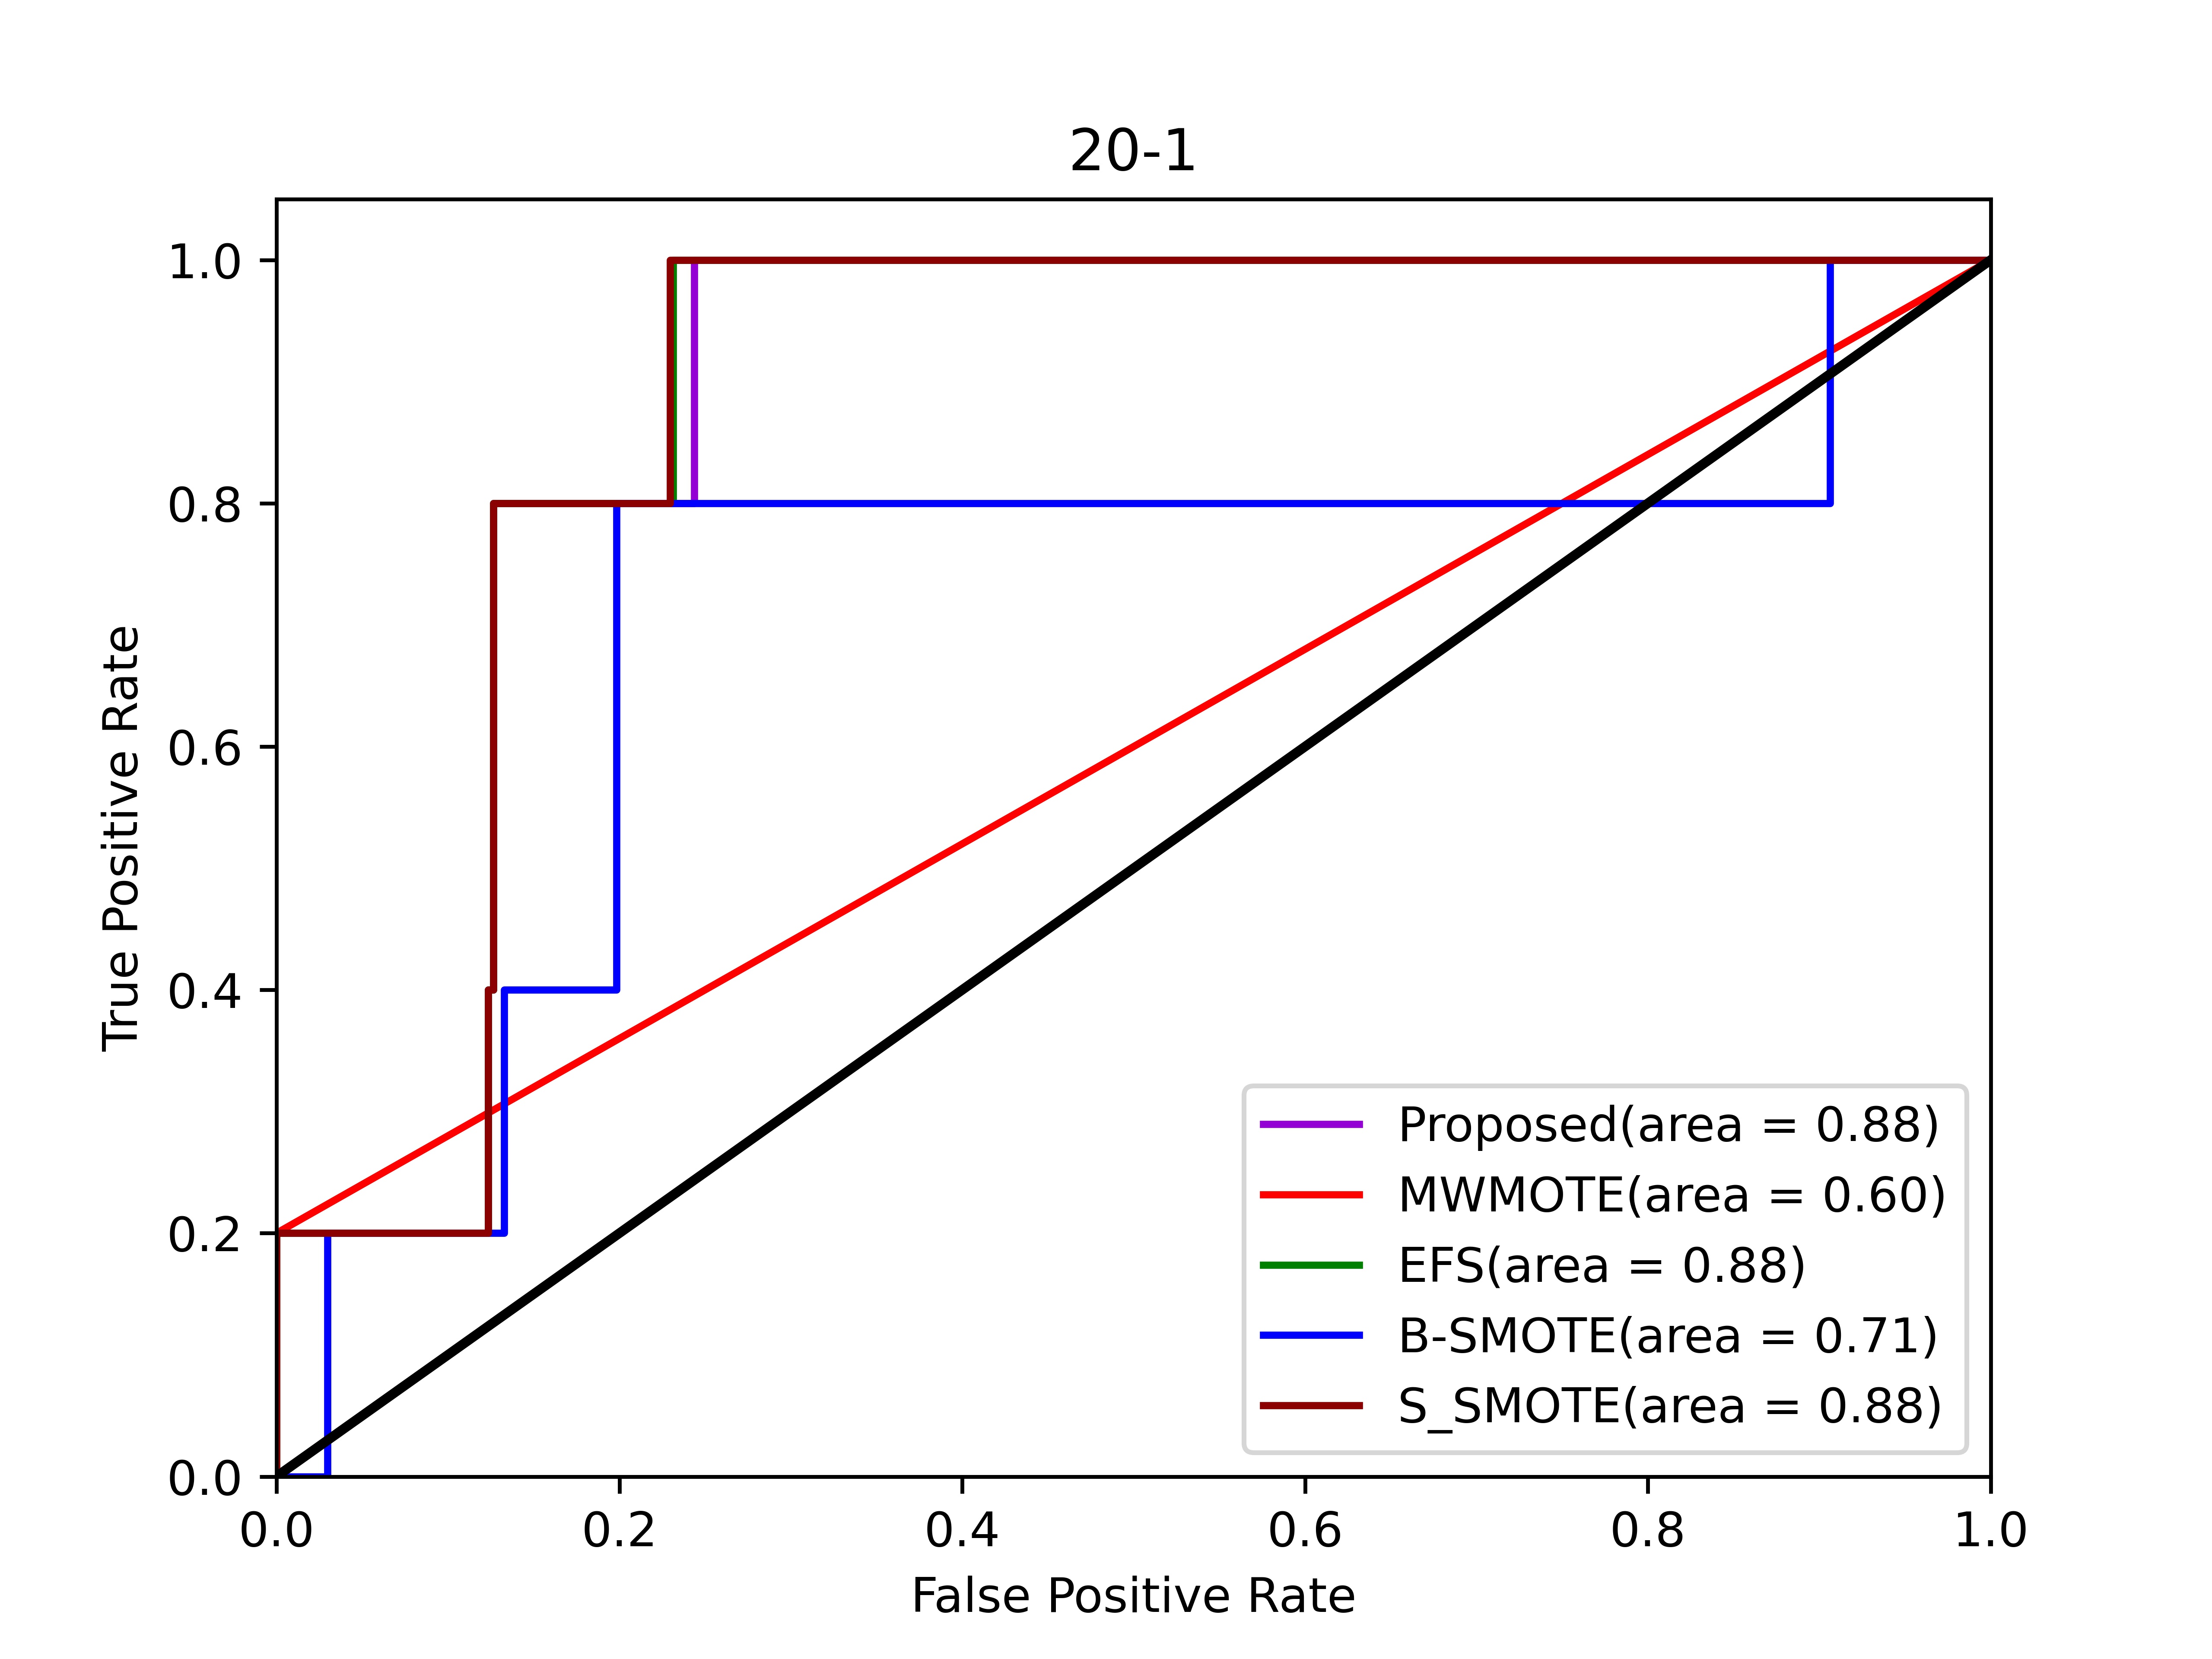 20-1
True Positive Rate
1.0
0.8
0.6
0.4
0.2
0.0
0.0 0.2 0.4 0.6 0.8 1.0
False Positive Rate
Proposed(area = 0.88)
MWMOTE(area = 0.60)
EFS(area = 0.88)
B-SMOTE(area = 0.71)
S_SMOTE(area = 0.88)